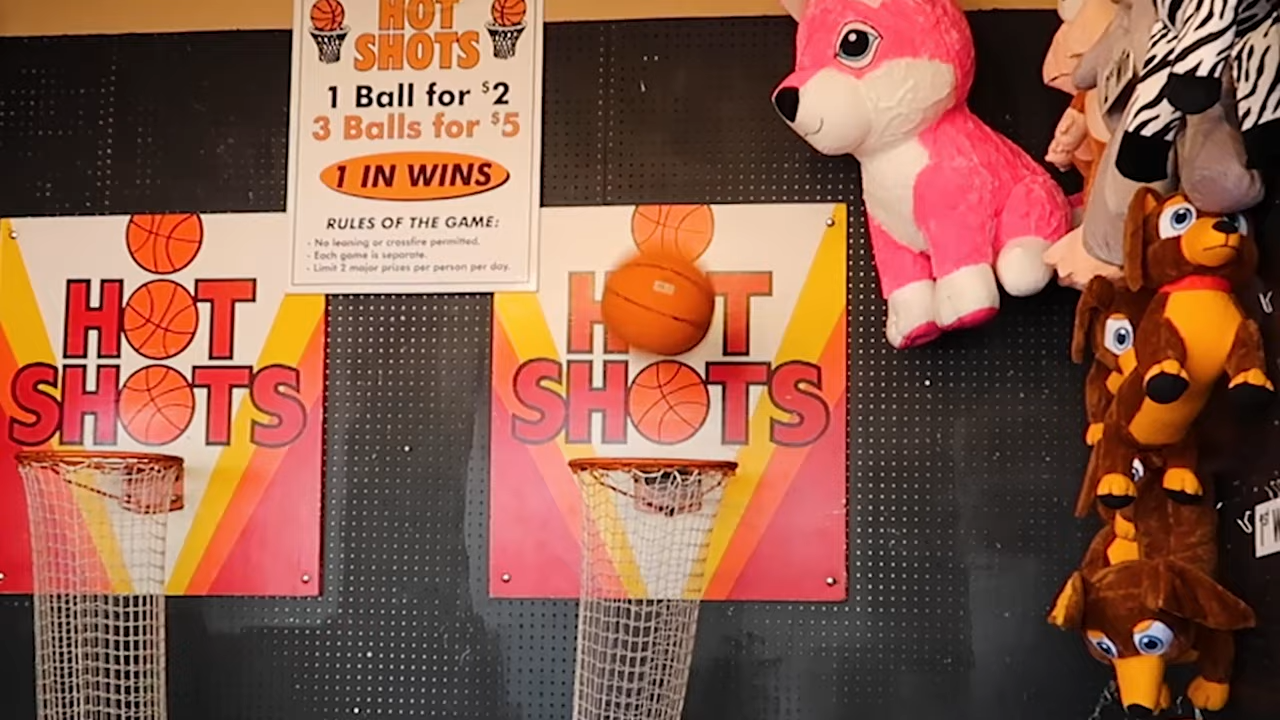 HOT
SHOTS
1 Ball for $2
3 Balls for $5
1 IN WINS
RULES OF THE GAME:
- No leaning or crossfire permitted.
- Each game is separate.
- Limit 2 major prizes per person per day.
HOT
SHOTS
HOT
SHOTS